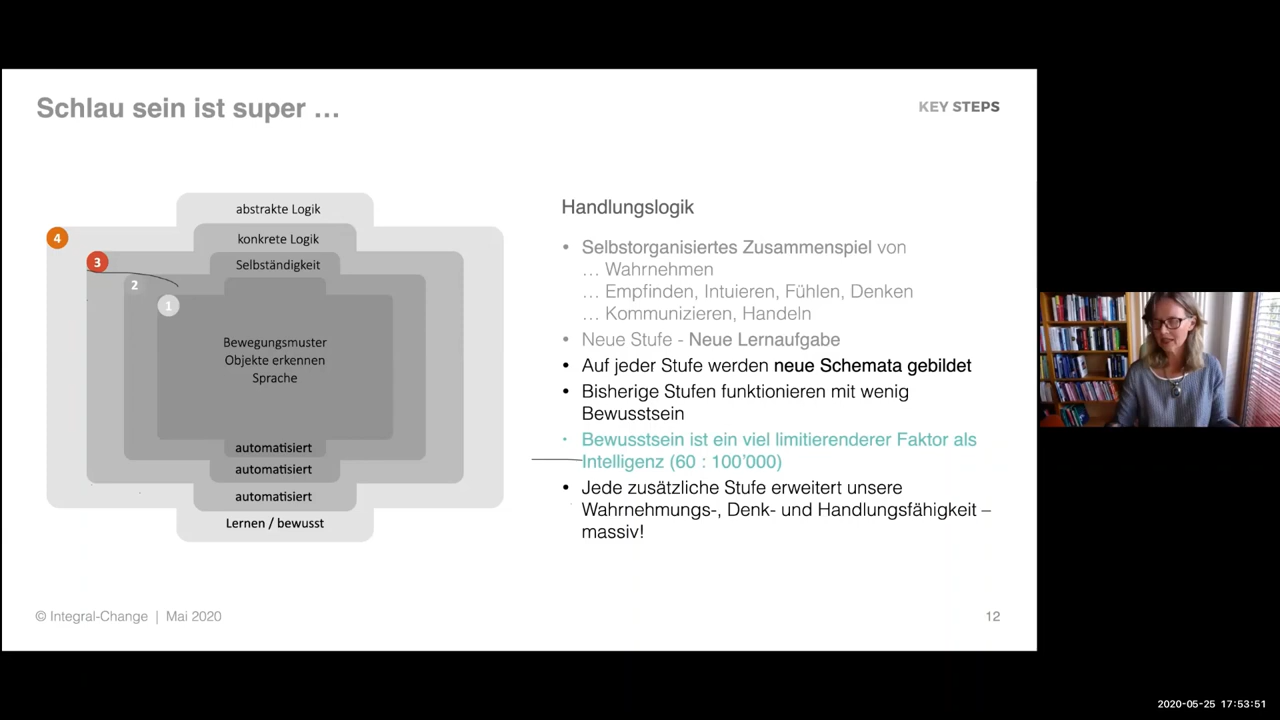 Schlau sein ist super …
KEY STEPS
abstrakte Logik
konkrete Logik
Selbständigkeit
4
3
2
1
Bewegungsmuster
Objekte erkennen
Sprache
automatisiert
automatisiert
automatisiert
Lernen / bewusst
Handlungslogik
• Selbstorganisiertes Zusammenspiel von
… Wahrnehmen
… Empfinden, Intuieren, Fühlen, Denken
… Kommunizieren, Handeln
• Neue Stufe - Neue Lernaufgabe
• Auf jeder Stufe werden neue Schemata gebildet
• Bisherige Stufen funktionieren mit wenig
Bewusstsein
• Bewusstsein ist ein viel limitierenderer Faktor als
Intelligenz (60 : 100’000)
• Jede zusätzliche Stufe erweitert unsere
Wahrnehmungs-, Denk- und Handlungsfähigkeit –
massiv!
© Integral-Change | Mai 2020
12
2020-05-25 17:53:51